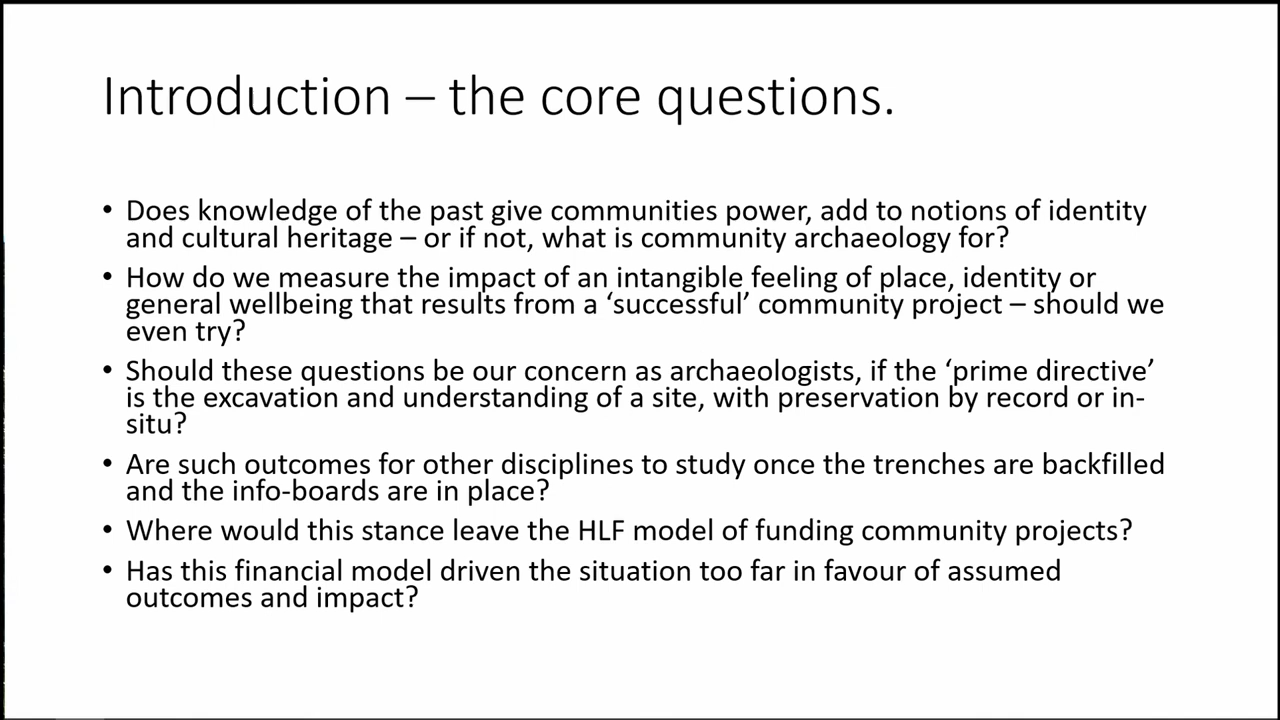 Introduction – the core questions.
• Does knowledge of the past give communities power, add to notions of identity
and cultural heritage – or if not, what is community archaeology for?
• How do we measure the impact of an intangible feeling of place, identity or
general wellbeing that results from a ‘successful’ community project – should we
even try?
• Should these questions be our concern as archaeologists, if the ‘prime directive’
is the excavation and understanding of a site, with preservation by record or in-
situ?
• Are such outcomes for other disciplines to study once the trenches are backfilled
and the info-boards are in place?
• Where would this stance leave the HLF model of funding community projects?
• Has this financial model driven the situation too far in favour of assumed
outcomes and impact?